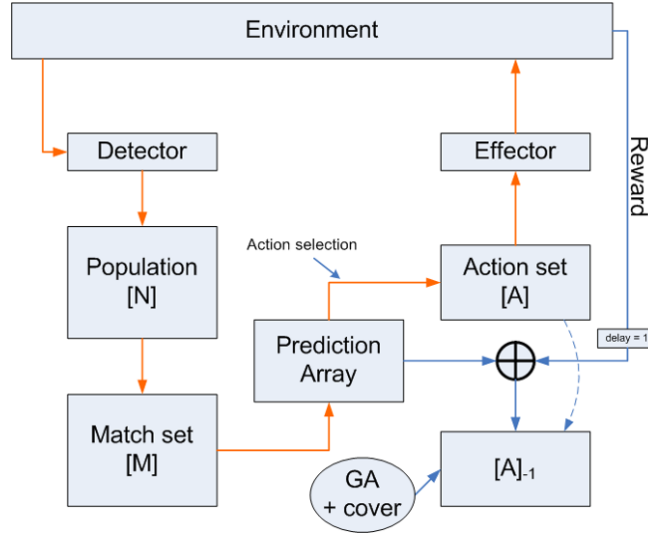 Environment
Detector
Effector
Reward
Population
[N]
Action selection
Action set
[A]
Prediction
Array
delay = 1
Match set
[M]
GA
+ cover
[A]-1